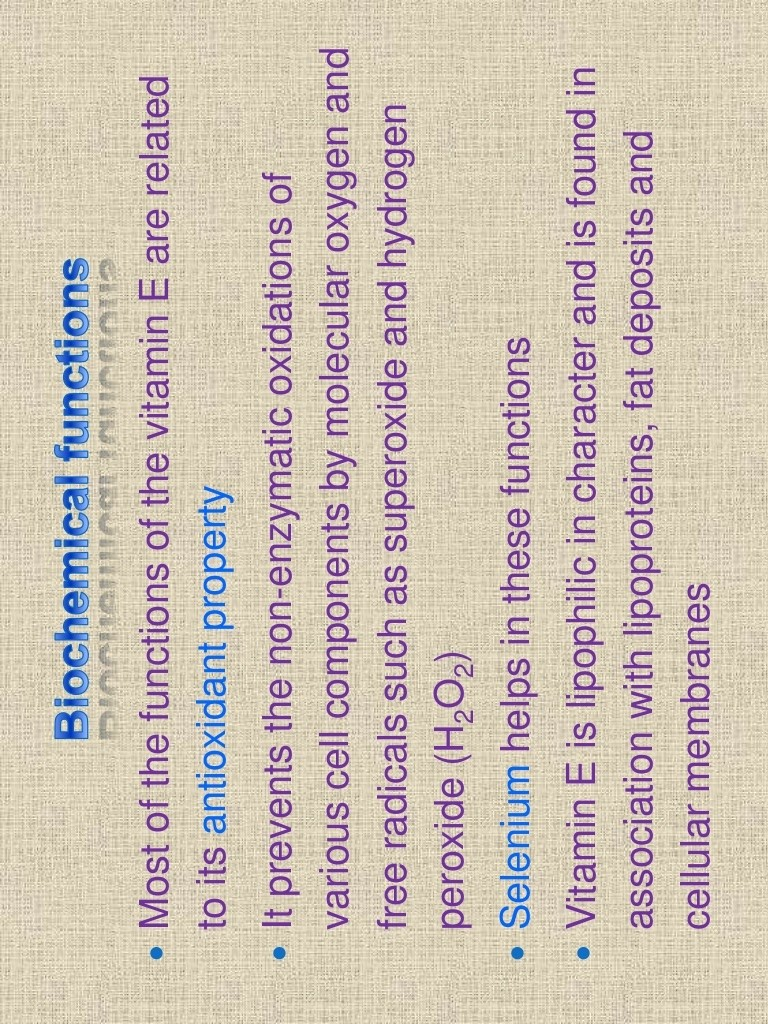 Biochemical functions
• Most of the functions of the vitamin E are related
to its antioxidant property
• It prevents the non-enzymatic oxidations of
various cell components by molecular oxygen and
free radicals such as superoxide and hydrogen
peroxide (H₂O₂)
• Selenium helps in these functions
• Vitamin E is lipophilic in character and is found in
association with lipoproteins, fat deposits and
cellular membranes